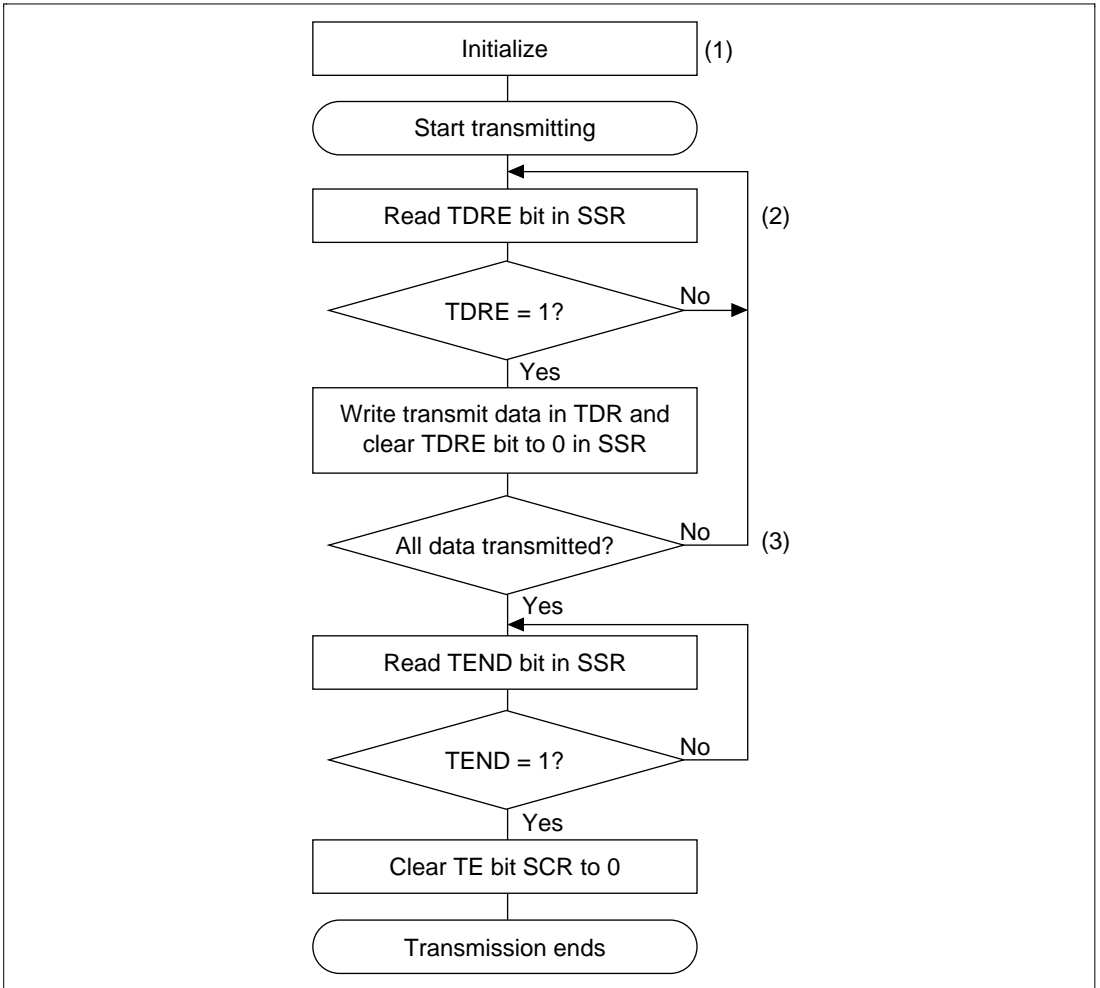 Initialize
(1)
Start transmitting
Read TDRE bit in SSR
(2)
TDRE = 1?
No
Yes
Write transmit data in TDR and
clear TDRE bit to 0 in SSR
All data transmitted?
No
(3)
Yes
Read TEND bit in SSR
TEND = 1?
No
Yes
Clear TE bit SCR to 0
Transmission ends